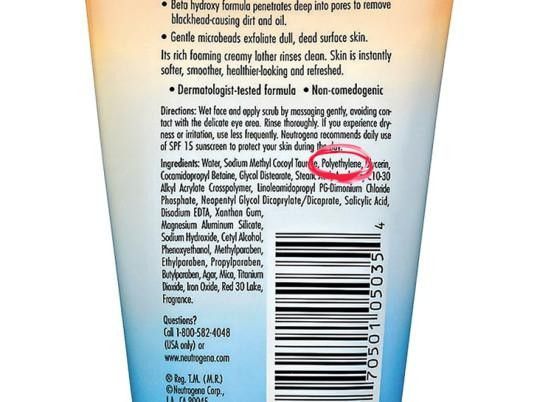 • Beta hydroxy formula penetrates deep into pores to remove
blackhead-causing dirt and oil.
• Gentle microbeads exfoliate dull, dead surface skin.
Its rich foaming creamy lather rinses clean. Skin is instantly
softer, smoother, healthier-looking and refreshed.
• Dermatologist-tested formula • Non-comedogenic
Directions: Wet face and apply scrub by massaging gently, avoiding con-
tact with the delicate eye area. Rinse thoroughly. If you experience dry-
ness or irritation, use less frequently. Neutrogena recommends daily use
of SPF 15 sunscreen to protect your skin during the
Ingredients: Water, Sodium Methyl Cocoyl Taurate, Polyethylene, Glycerin,
Cocamidopropyl Betaine, Glycol Distearate, 10-30
Alkyl Acrylate Crosspolymer, Linoleamidopropyl PG-Dimonium Chloride
Phosphate, Neopentyl Glycol Dicaprylate/Dicaprate, Salicylic Acid,
Disodium EDTA, Xanthan Gum,
Magnesium Aluminum Silicate,
Sodium Hydroxide, Cetyl Alcohol,
Phenoxyethanol, Methylparaben,
Ethylparaben, Propylparaben,
Butylparaben, Agar, Mica, Titanium
Dioxide, Iron Oxide, Red 30 Lake,
Fragrance.
Questions?
Call 1-800-582-4048
(USA only) or
www.neutrogena.com
® Reg. T.M. (M.R.)
© Neutrogena Corp.,
L.A. CA 90045
70501 05035 4